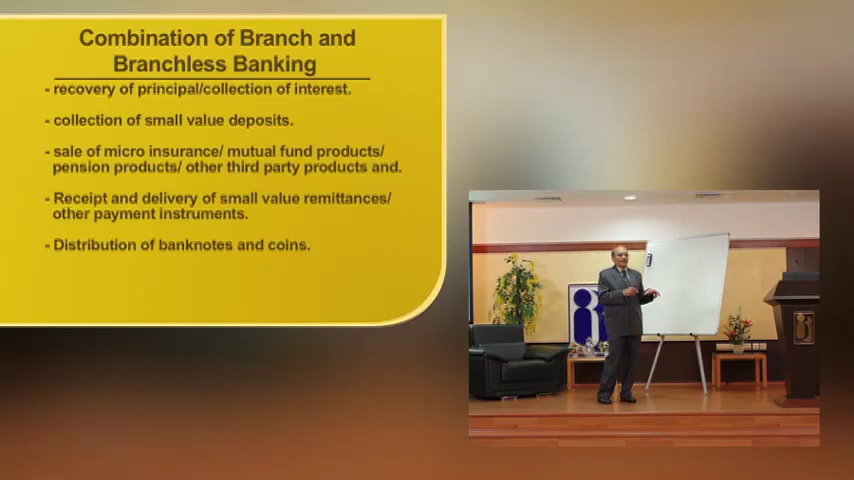 Combination of Branch and
Branchless Banking
- recovery of principal/collection of interest.
- collection of small value deposits.
- sale of micro insurance/ mutual fund products/
pension products/ other third party products and.
- Receipt and delivery of small value remittances/
other payment instruments.
- Distribution of banknotes and coins.